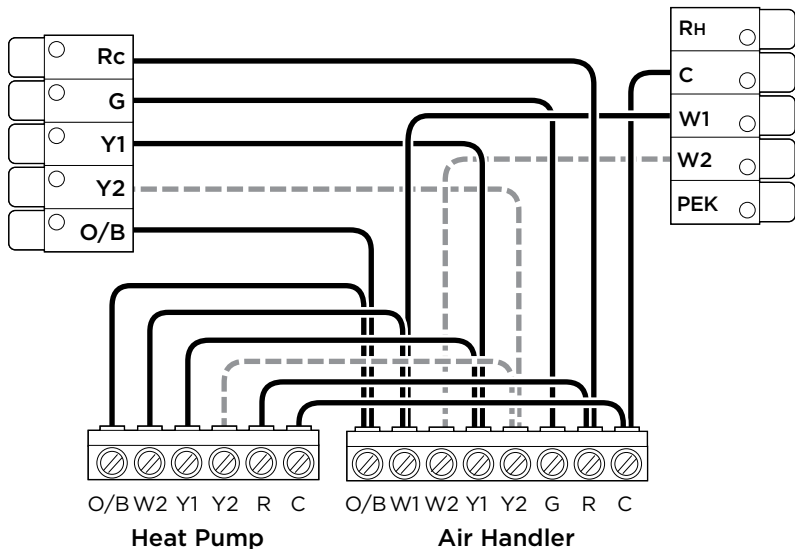 Rc
G
Y1
Y2
O/B
RH
C
W1
W2
PEK
O/B W2 Y1 Y2 R C
Heat Pump
O/B W1 W2 Y1 Y2 G R C
Air Handler